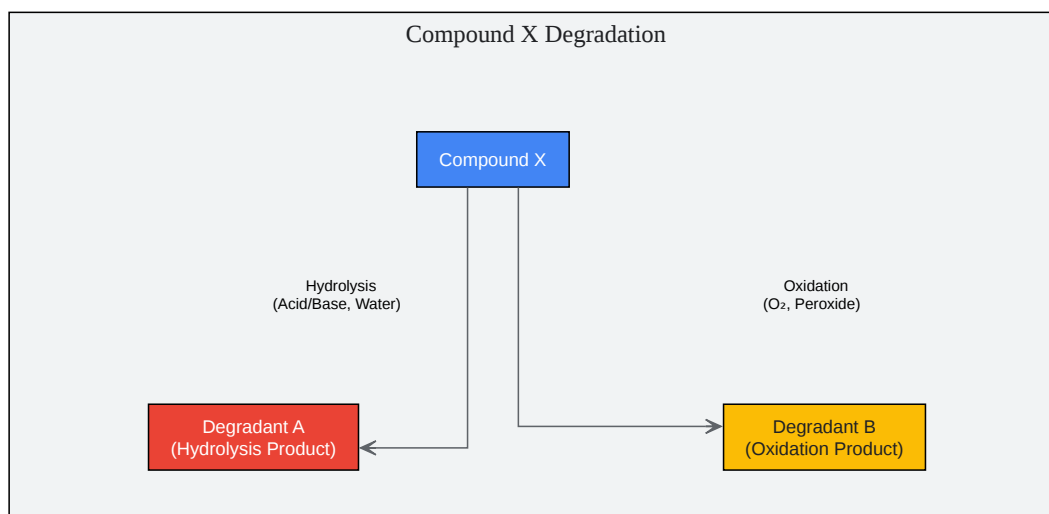 Compound X Degradation
Compound X
Hydrolysis
(Acid/Base, Water)
Oxidation
(O₂, Peroxide)
Degradant A
(Hydrolysis Product)
Degradant B
(Oxidation Product)